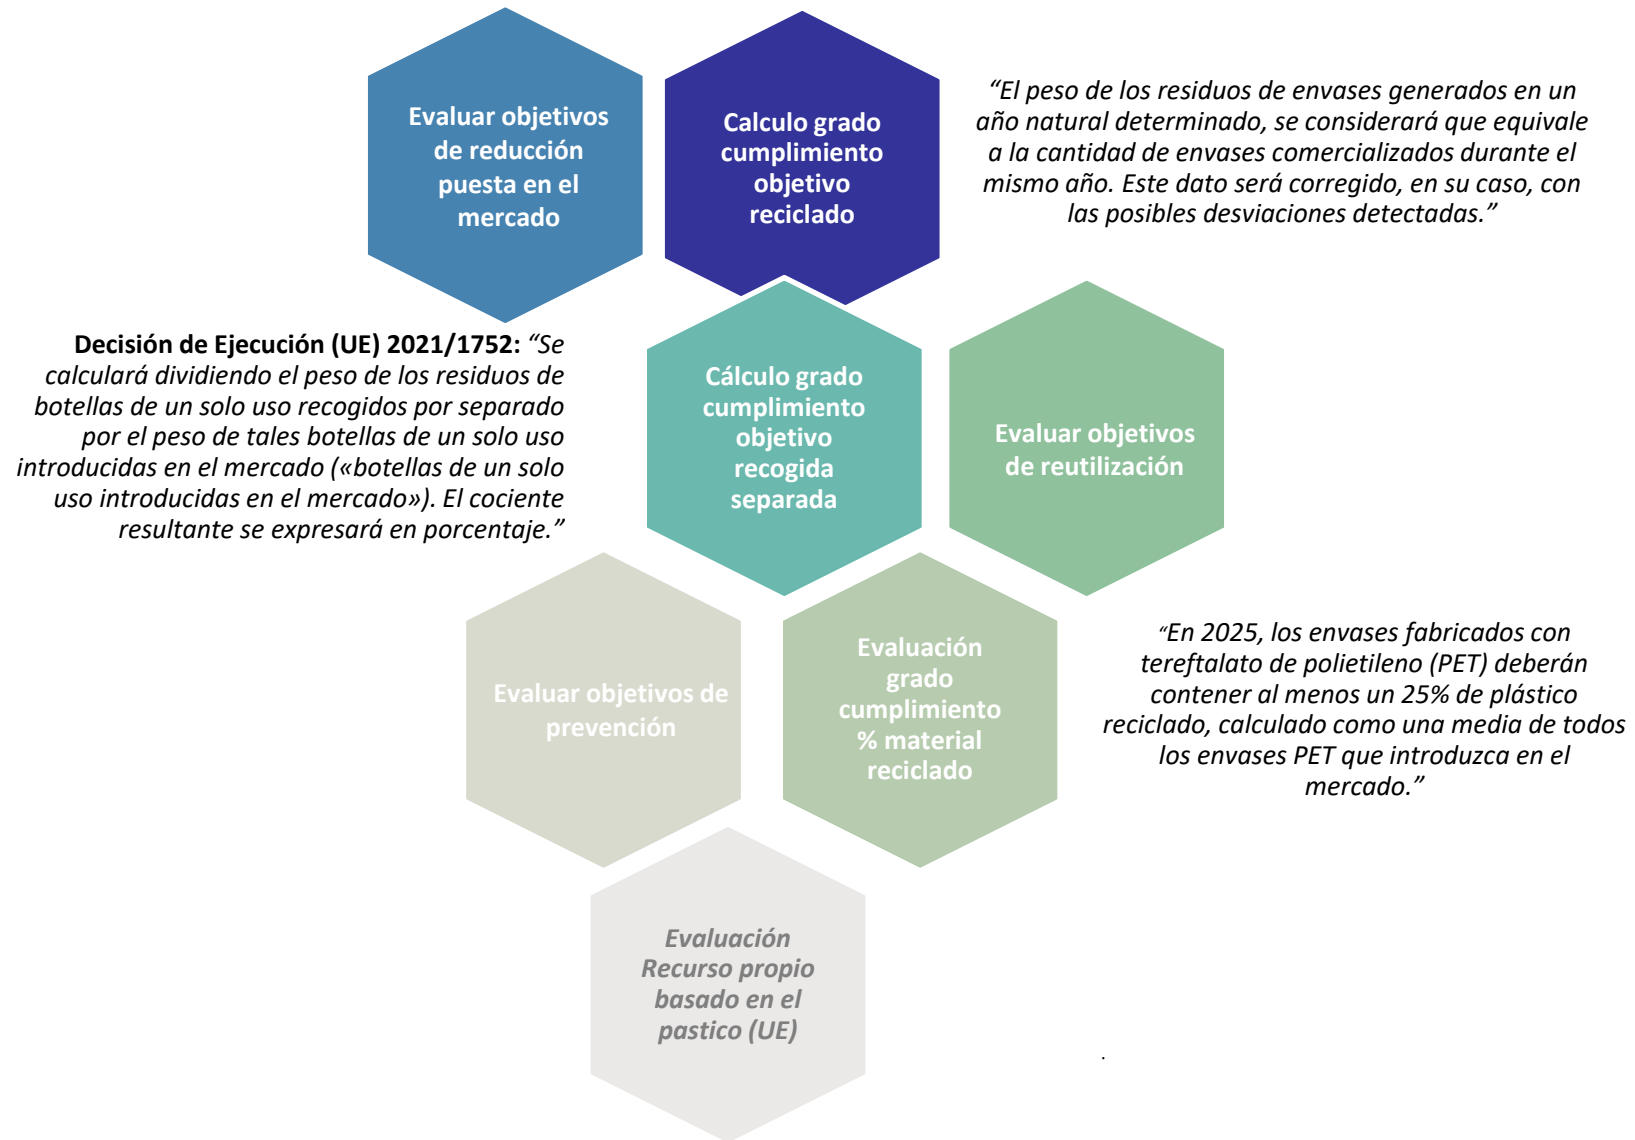 Evaluar objetivos
de reducción
puesta en el
mercado
Calculo grado
cumplimiento
objetivo
reciclado
“El peso de los residuos de envases generados en un
año natural determinado, se considerará que equivale
a la cantidad de envases comercializados durante el
mismo año. Este dato será corregido, en su caso, con
las posibles desviaciones detectadas.”
Decisión de Ejecución (UE) 2021/1752: “Se
calculará dividiendo el peso de los residuos de
botellas de un solo uso recogidos por separado
por el peso de tales botellas de un solo uso
introducidas en el mercado («botellas de un solo
uso introducidas en el mercado»). El cociente
resultante se expresará en porcentaje.”
Cálculo grado
cumplimiento
objetivo
recogida
separada
Evaluar objetivos
de reutilización
Evaluar objetivos de
prevención
Evaluación
grado
cumplimiento
% material
reciclado
“En 2025, los envases fabricados con
tereftalato de polietileno (PET) deberán
contener al menos un 25% de plástico
reciclado, calculado como una media de todos
los envases PET que introduzca en el
mercado.”
Evaluación
Recurso propio
basado en el
pastico (UE)
.